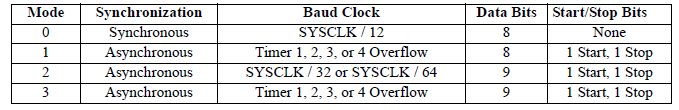 Mode Synchronization Baud Clock Data Bits Start/Stop Bits
0 Synchronous SYSCLK / 12 8 None
1 Asynchronous Timer 1, 2, 3, or 4 Overflow 8 1 Start, 1 Stop
2 Asynchronous SYSCLK / 32 or SYSCLK / 64 9 1 Start, 1 Stop
3 Asynchronous Timer 1, 2, 3, or 4 Overflow 9 1 Start, 1 Stop